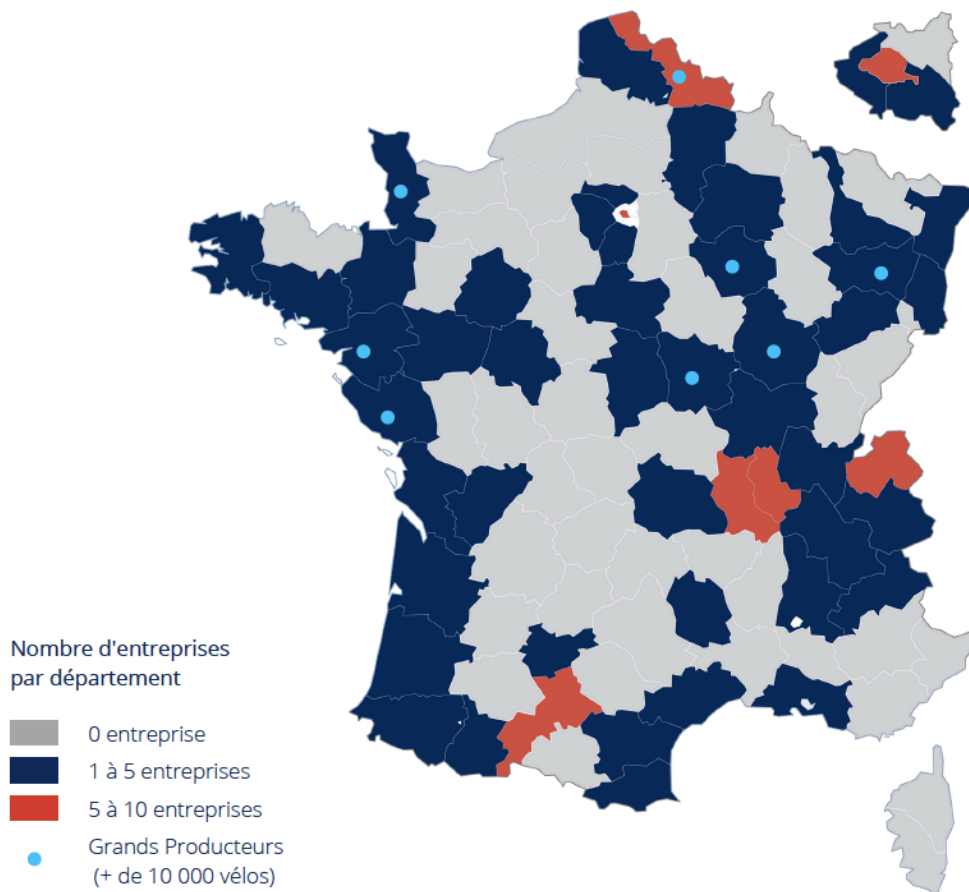 Nombre d'entreprises
par département
0 entreprise
1 à 5 entreprises
5 à 10 entreprises
Grands Producteurs
(+ de 10 000 vélos)